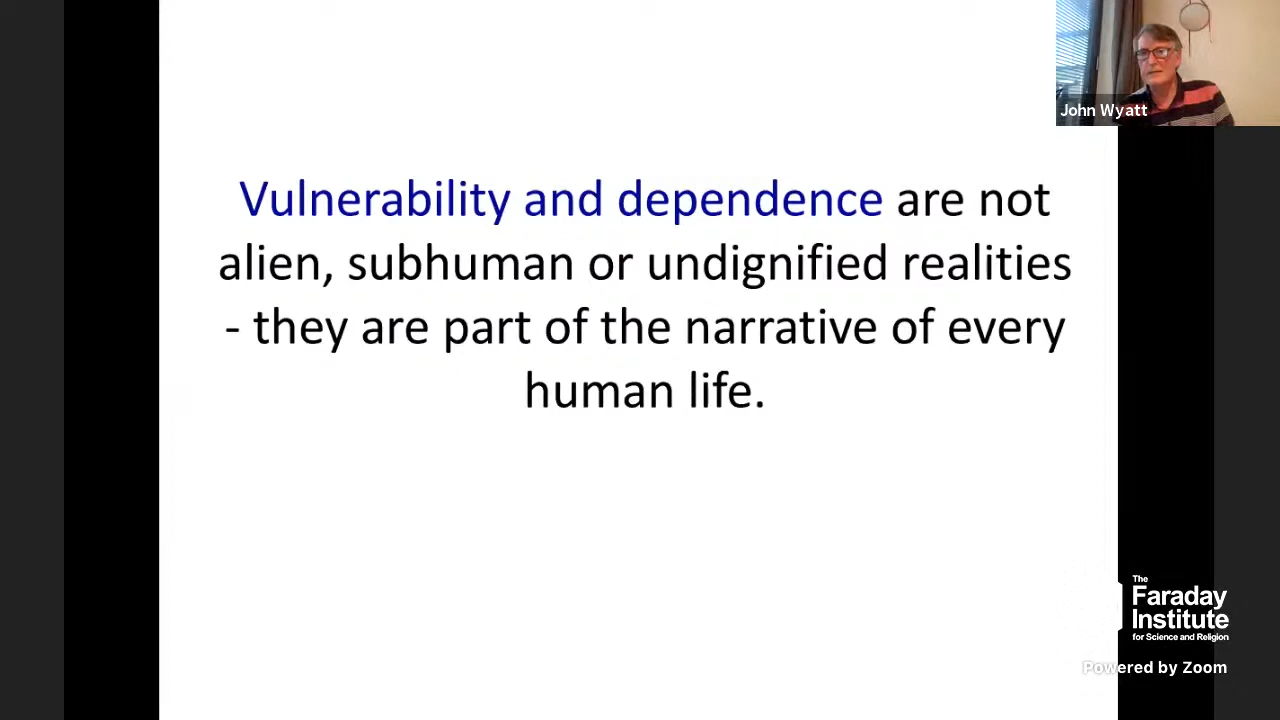 John Wyatt
Vulnerability and dependence are not
alien, subhuman or undignified realities
- they are part of the narrative of every
human life.
The
Faraday
Institute
for Science and Religion
Powered by Zoom